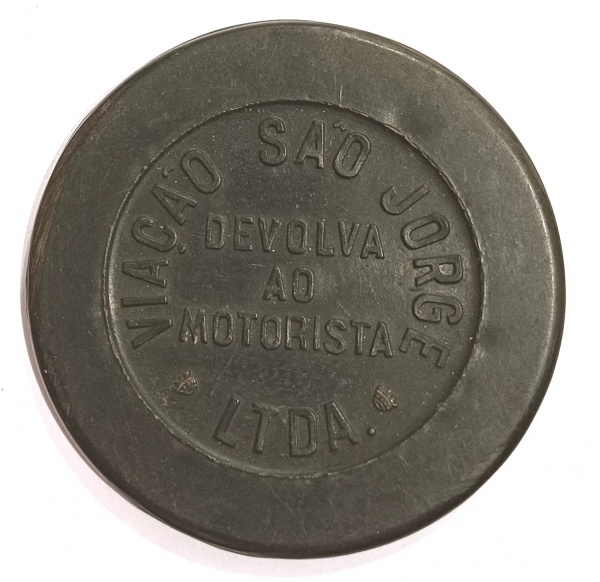 VIAÇÃO SÃO JORGE
DEVOLVA
AO
MOTORISTA
LTDA.